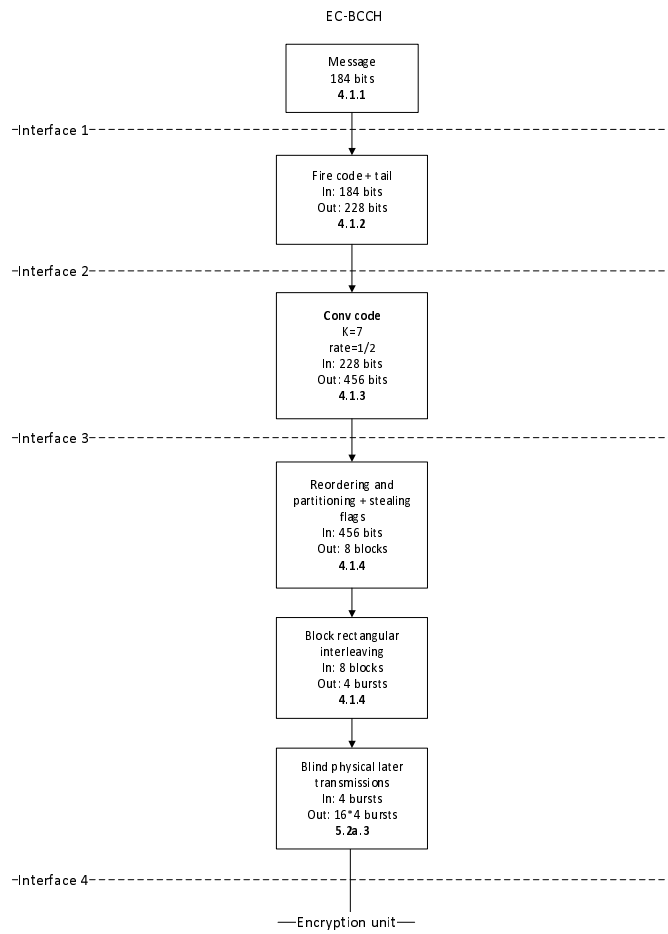 EC-BCCH
Message
184 bits
4.1.1
Interface 1
Fire code + tail
In: 184 bits
Out: 228 bits
4.1.2
Interface 2
Conv code
K=7
rate=1/2
In: 228 bits
Out: 456 bits
4.1.3
Interface 3
Reordering and
partitioning + stealing
flags
In: 456 bits
Out: 8 blocks
4.1.4
Block rectangular
interleaving
In: 8 blocks
Out: 4 bursts
4.1.4
Blind physical later
transmissions
In: 4 bursts
Out: 16*4 bursts
5.2a.3
Interface 4
Encryption unit